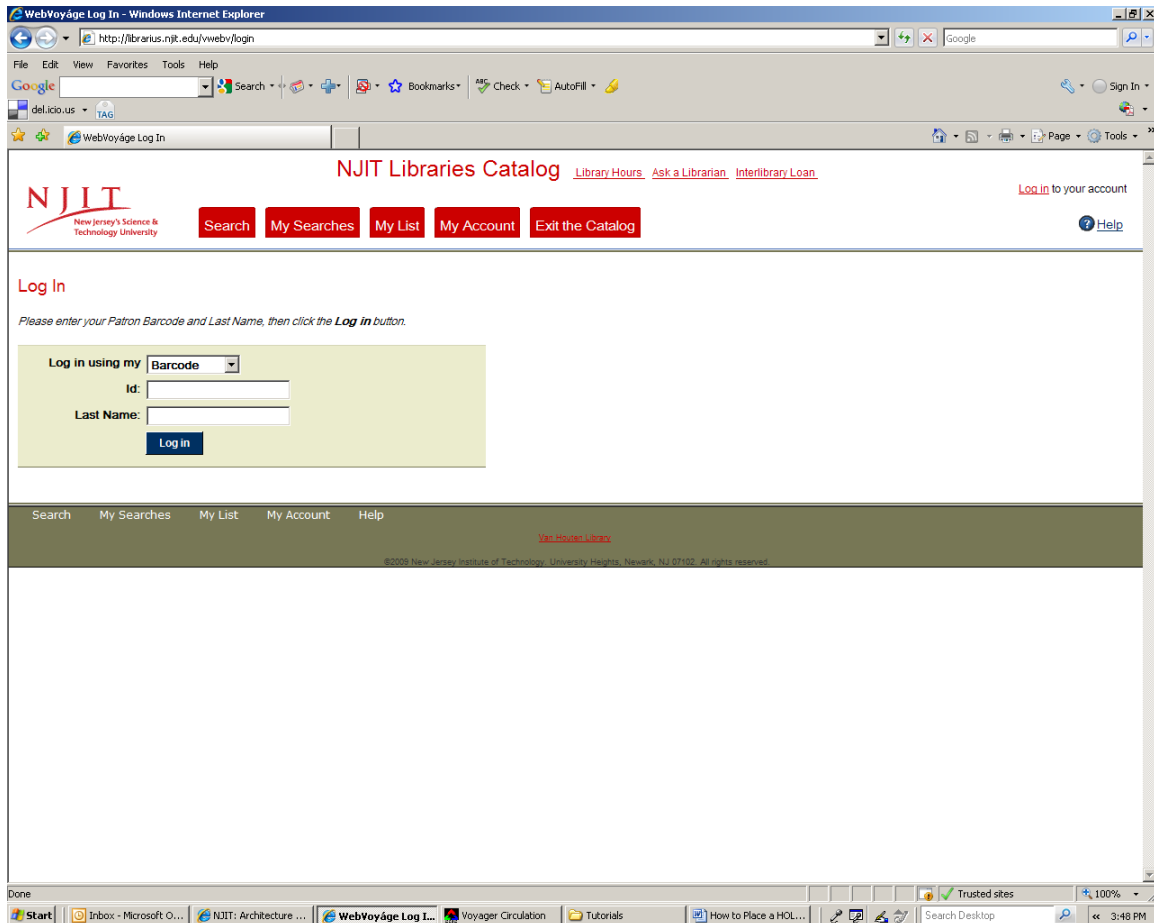 WebVoyáge Log In - Windows Internet Explorer
http://librarius.njit.edu/vwebv/login
Google
File Edit View Favorites Tools Help
Google Search Bookmarks ABC Check AutoFill Sign In
del.icio.us TAG
WebVoyáge Log In Page Tools
NJIT Libraries Catalog Library Hours Ask a Librarian Interlibrary Loan
Log in to your account
NJIT
New Jersey's Science &
Technology University
Search My Searches My List My Account Exit the Catalog
Help
Log In
Please enter your Patron Barcode and Last Name, then click the Log in button.
Log in using my Barcode
Id:
Last Name:
Log in
Search My Searches My List My Account Help
Van Houten Library
©2009 New Jersey Institute of Technology. University Heights, Newark, NJ 07102. All rights reserved.
Done Trusted sites 100%
Start Inbox - Microsoft O... NJIT: Architecture ... WebVoyáge Log I... Voyager Circulation Tutorials How to Place a HOL... Search Desktop 3:48 PM